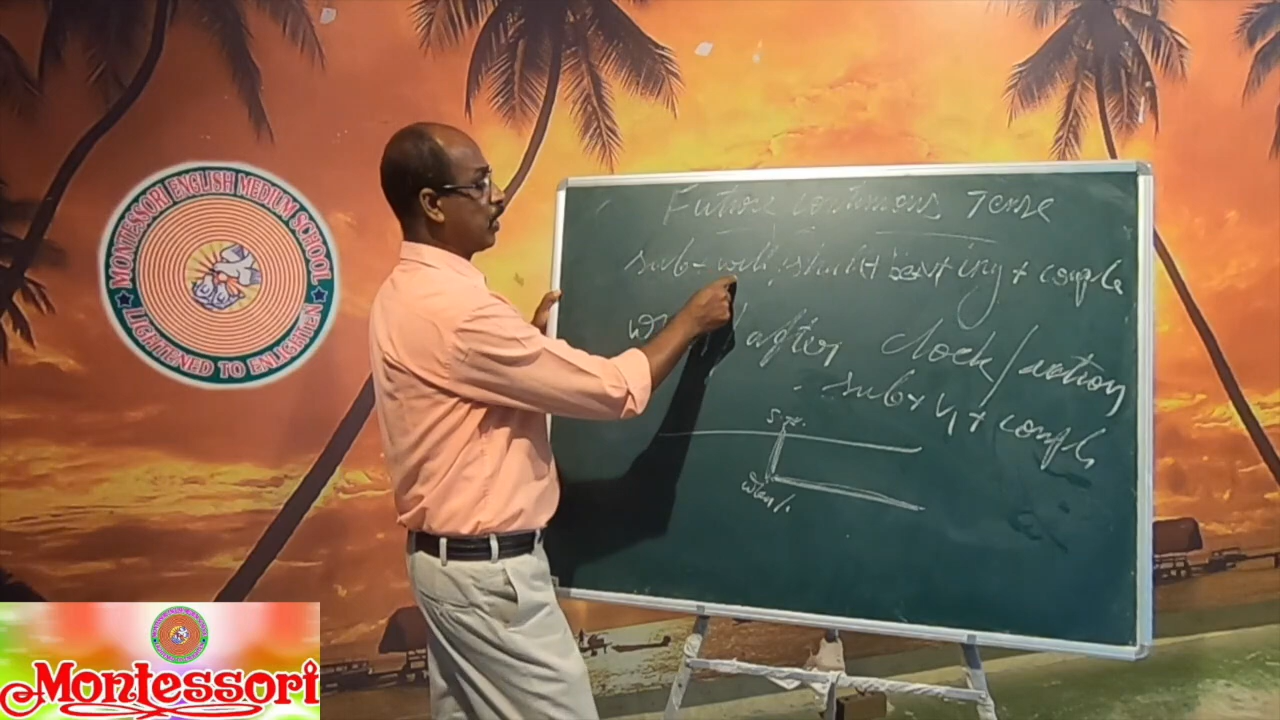 MONTESSORI ENGLISH MEDIUM SCHOOL
LIGHTENED TO ENLIGHTEN
Future continuous Tense
sub + will / shall + be + v1 + ing + comple
after clock / action
sub + v1 + comple
when /.
Montessori